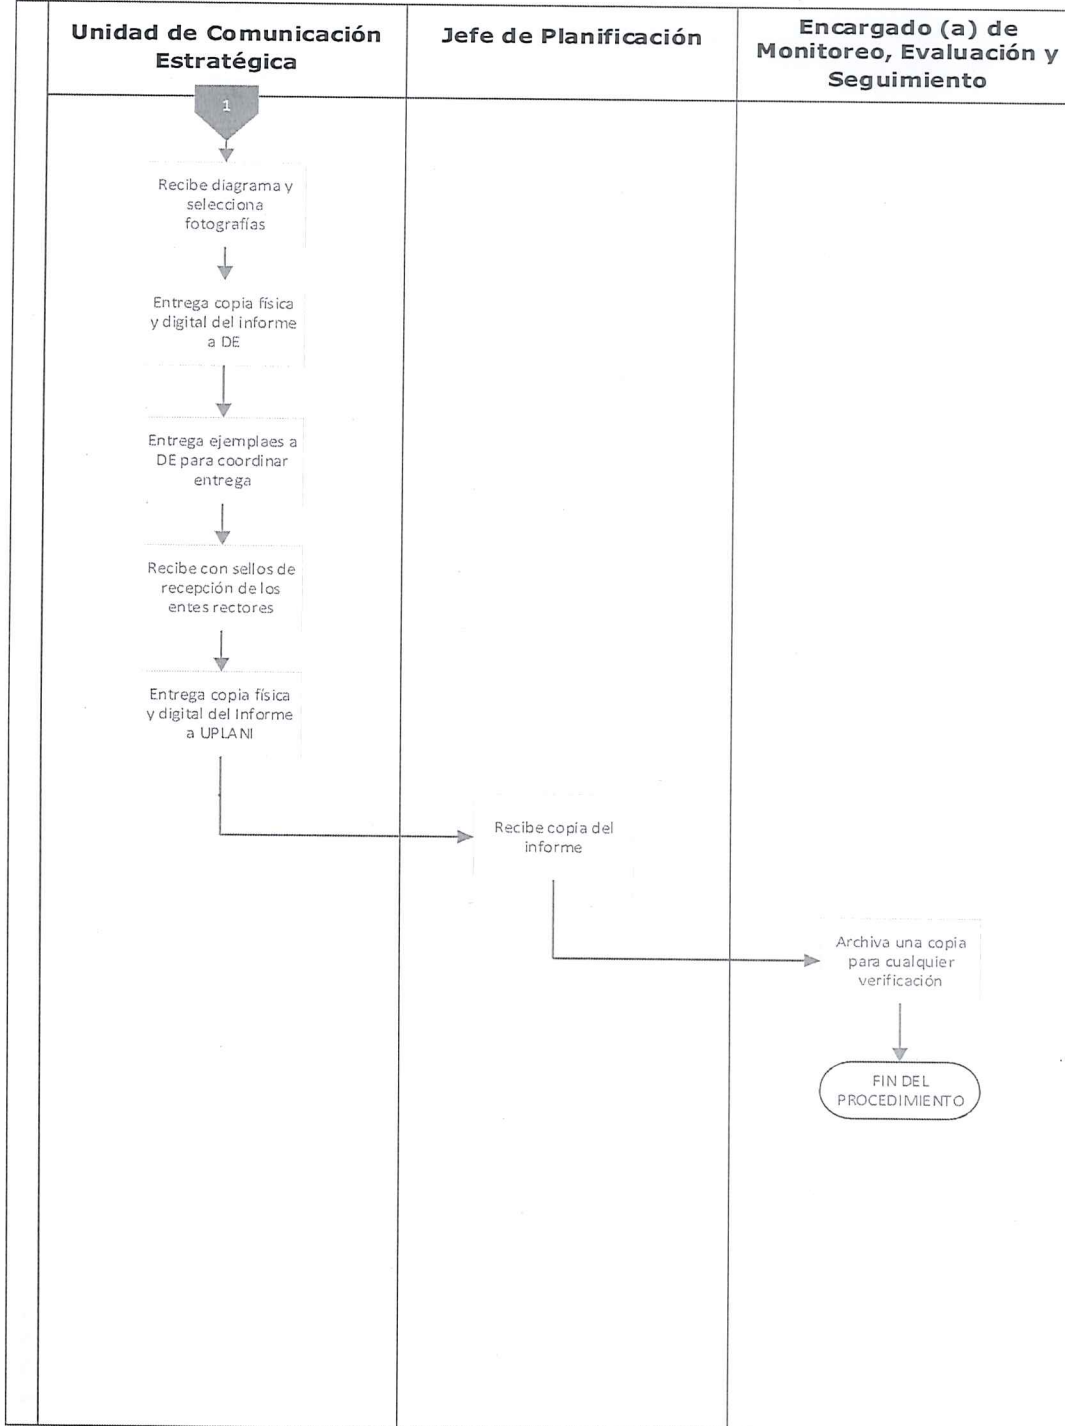 Unidad de Comunicación
Estratégica
Jefe de Planificación
Encargado (a) de
Monitoreo, Evaluación y
Seguimiento
1
Recibe diagrama y
selecciona
fotografías
Entrega copia física
y digital del informe
a DE
Entrega ejemplaes a
DE para coordinar
entrega
Recibe con sellos de
recepción de los
entes rectores
Entrega copia física
y digital del Informe
a UPLANI
Recibe copia del
informe
Archiva una copia
para cualquier
verificación
FIN DEL
PROCEDIMIENTO